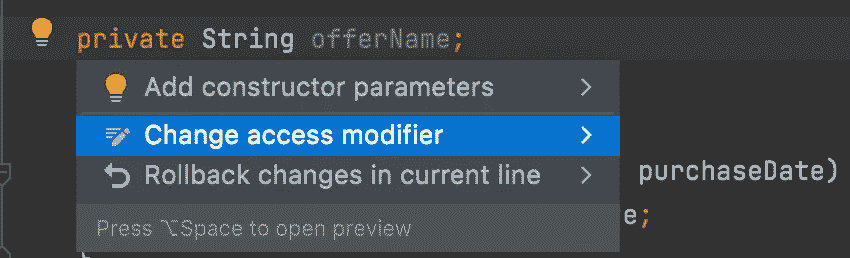 private String offerName;
Add constructor parameters
Change access modifier
Rollback changes in current line
purchaseDate)
e;
Press ⌥Space to open preview